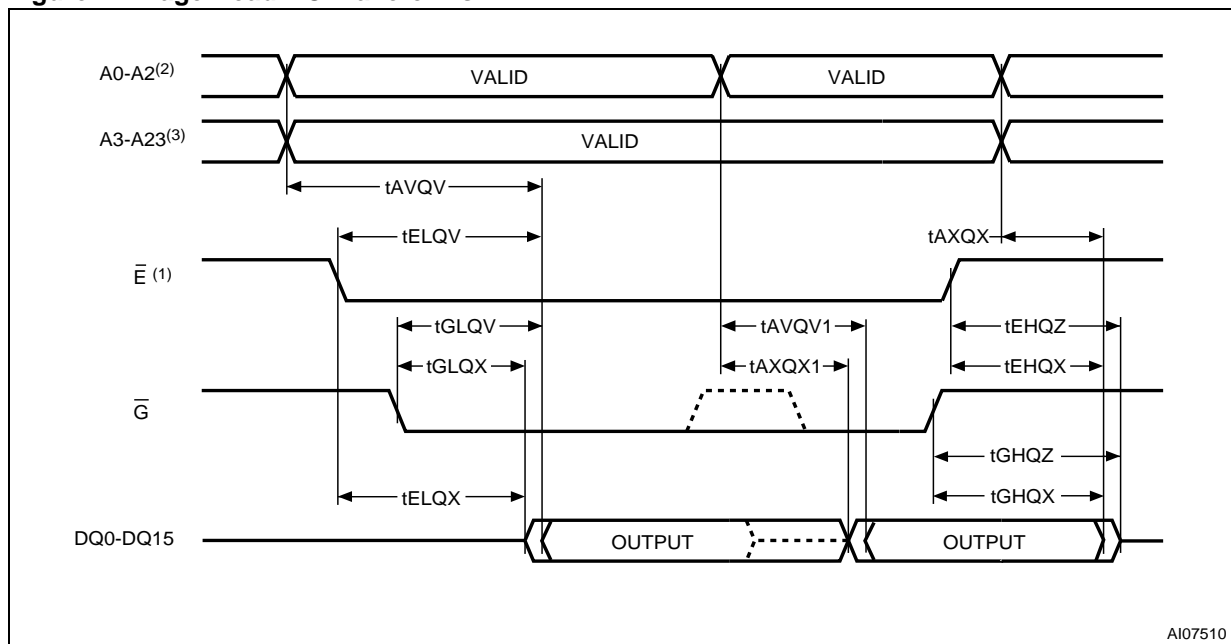 A0-A2(2)
VALID
VALID
A3-A23(3)
VALID
tAVQV
tELQV
tAXQX
E̅ (1)
tGLQV
tAVQV1
tEHQZ
tGLQX
tAXQX1
tEHQX
G̅
tGHQZ
tELQX
tGHQX
DQ0-DQ15
OUTPUT
OUTPUT
AI07510